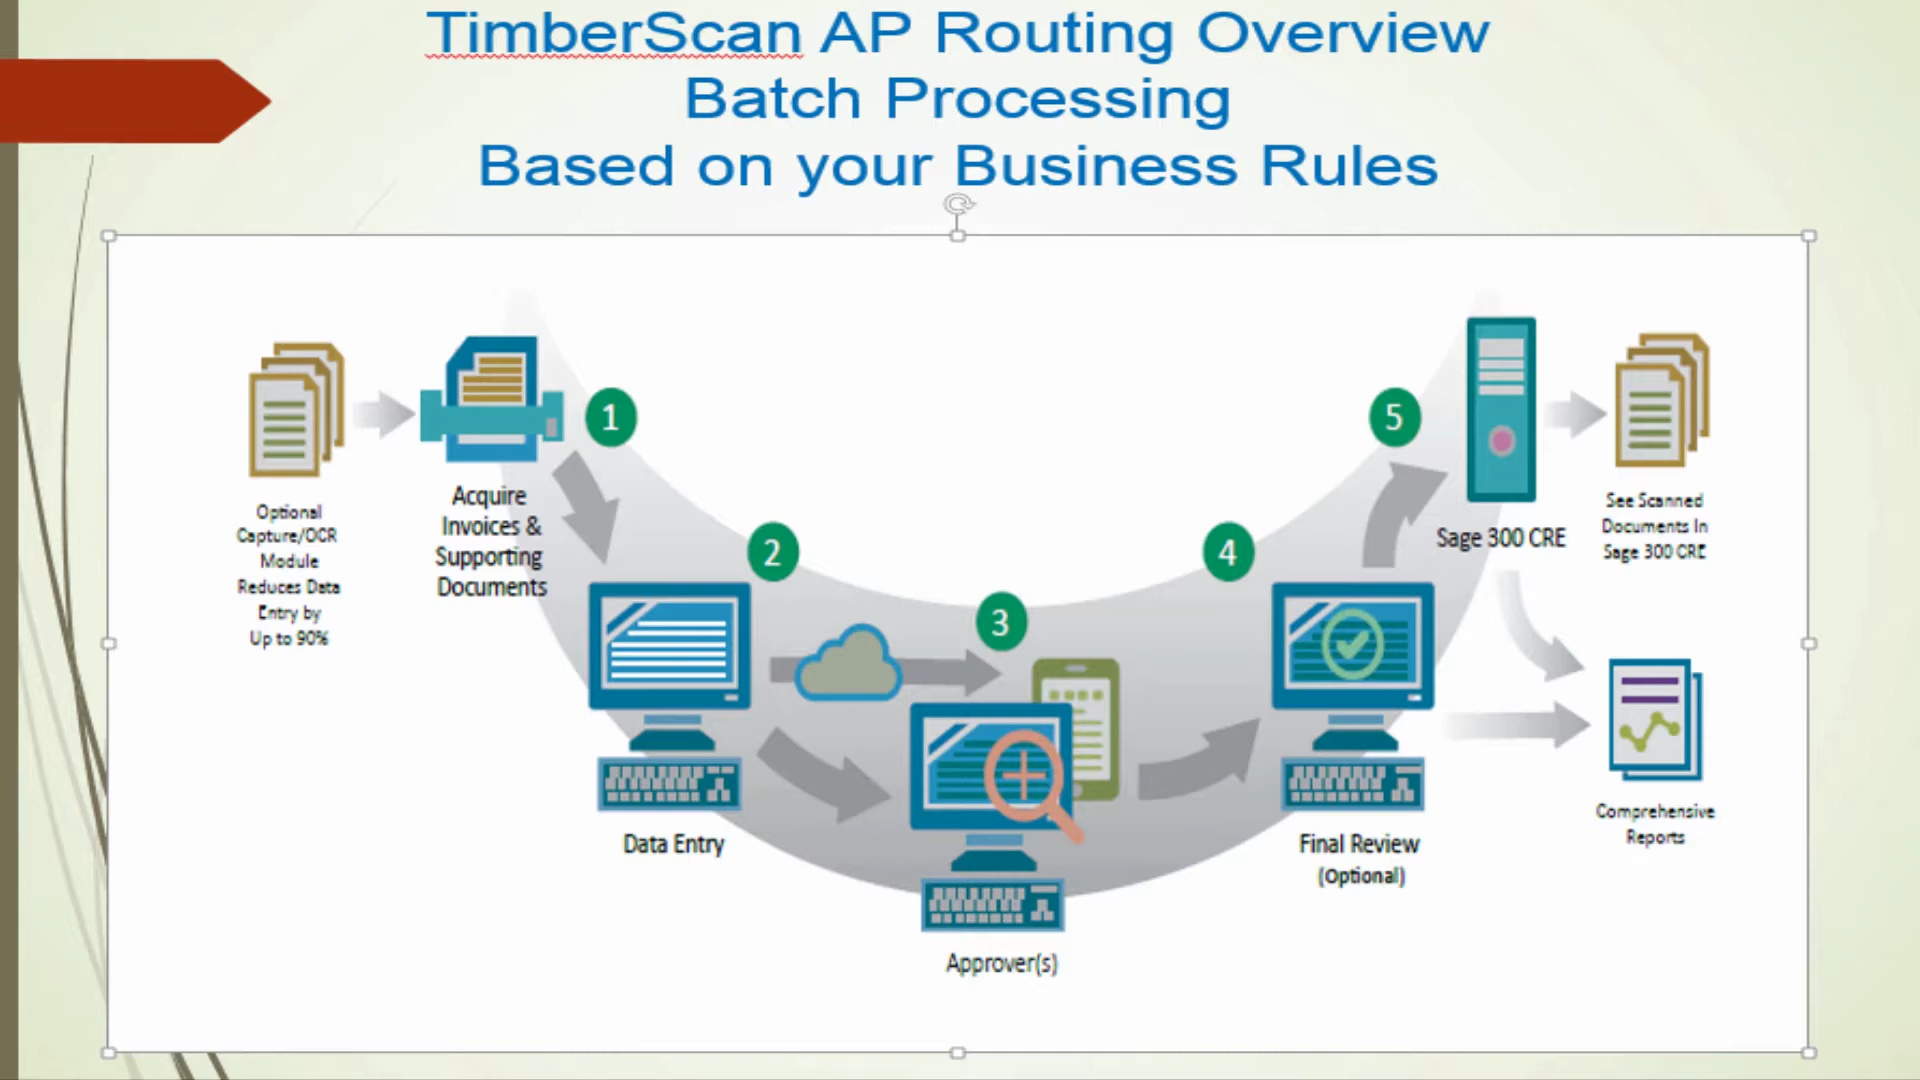 TimberScan AP Routing Overview
Batch Processing
Based on your Business Rules
Optional
Capture/OCR
Module
Reduces Data
Entry by
Up to 90%
Acquire
Invoices &
Supporting
Documents
1
2
Data Entry
3
Approver(s)
4
Final Review
(Optional)
5
Sage 300 CRE
See Scanned
Documents In
Sage 300 CRE
Comprehensive
Reports